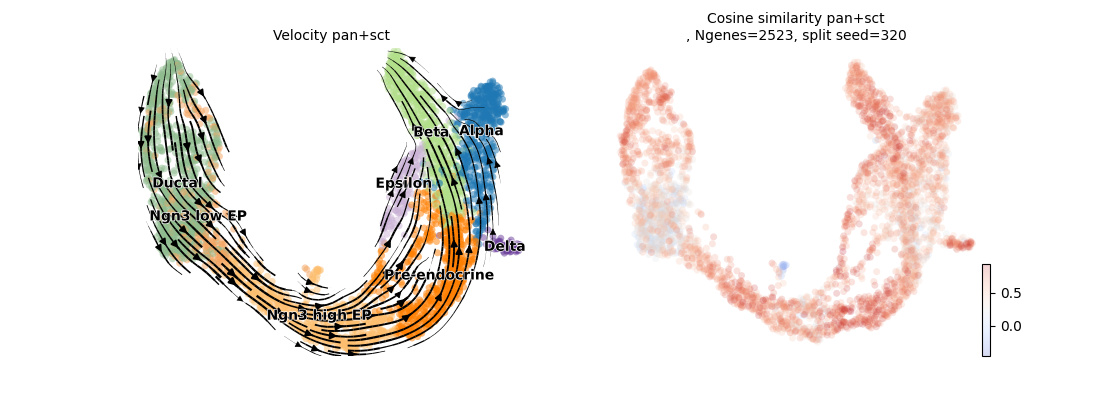 Velocity pan+sct
Beta
Alpha
Ductal
Epsilon
Ngn3 low EP
Delta
Pre-endocrine
Ngn3 high EP
Cosine similarity pan+sct
, Ngenes=2523, split seed=320
0.5
0.0